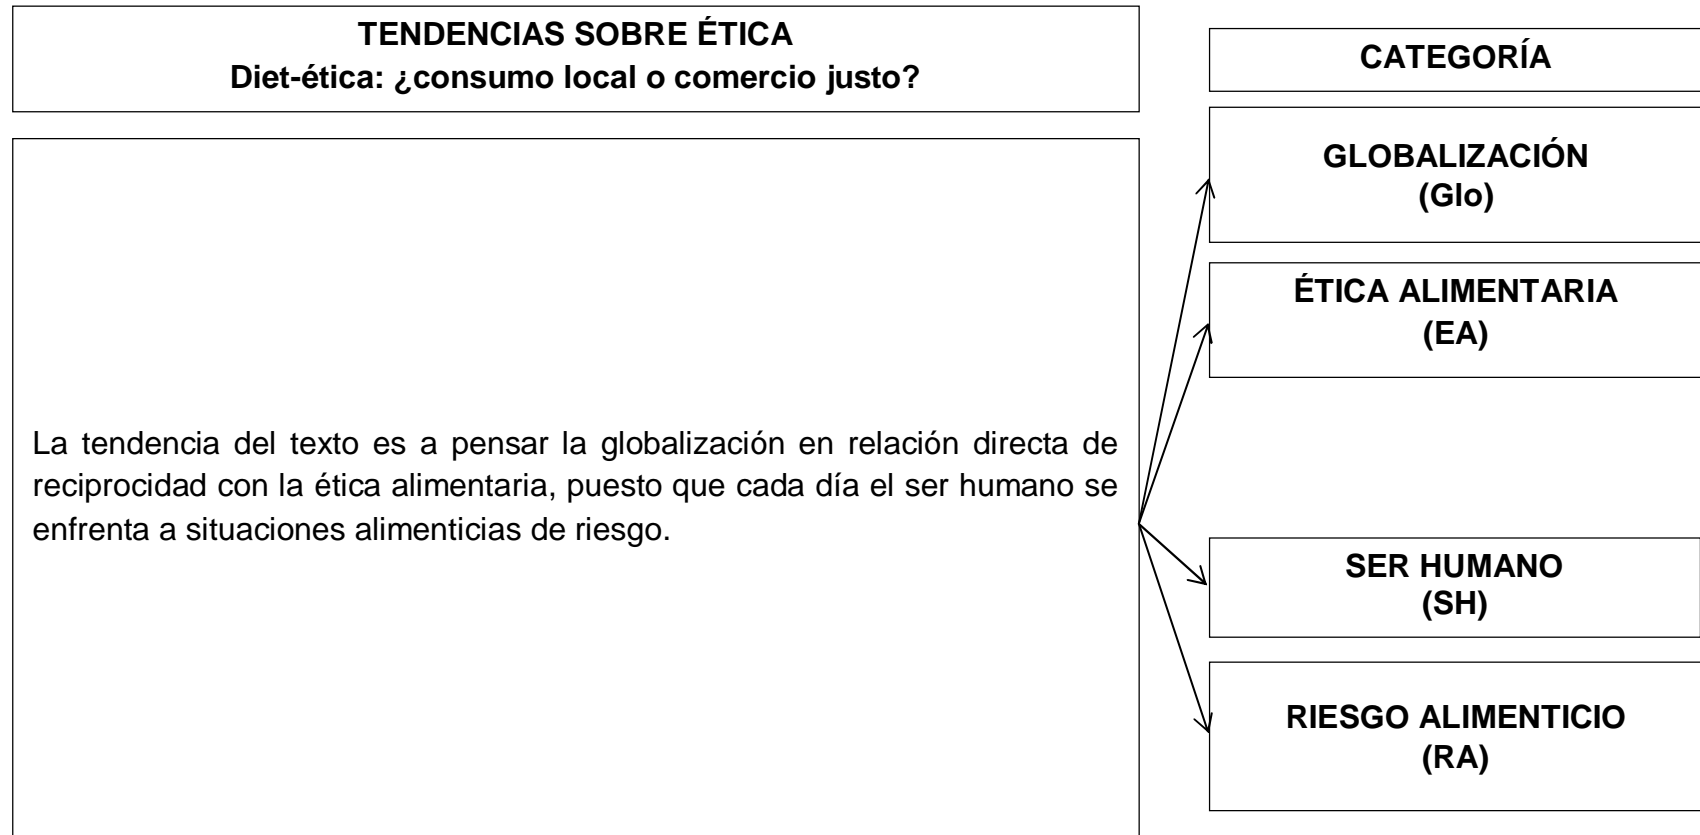 TENDENCIAS SOBRE ÉTICA
Diet-ética: ¿consumo local o comercio justo?
CATEGORÍA
La tendencia del texto es a pensar la globalización en relación directa de
reciprocidad con la ética alimentaria, puesto que cada día el ser humano se
enfrenta a situaciones alimenticias de riesgo.
GLOBALIZACIÓN
(Glo)
ÉTICA ALIMENTARIA
(EA)
SER HUMANO
(SH)
RIESGO ALIMENTICIO
(RA)